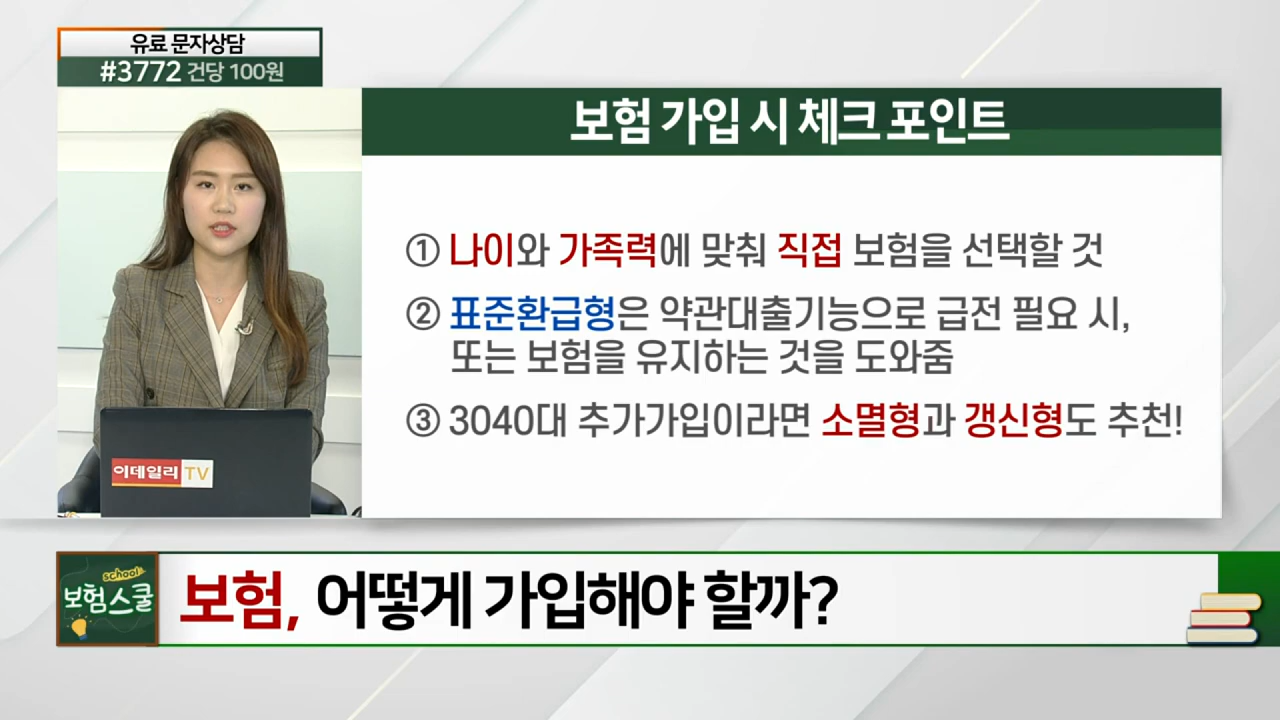 유료 문자상담
#3772 건당 100원
보험 가입 시 체크 포인트
① 나이와 가족력에 맞춰 직접 보험을 선택할 것
② 표준환급형은 약관대출기능으로 급전 필요 시,
또는 보험을 유지하는 것을 도와줌
③ 3040대 추가가입이라면 소멸형과 갱신형도 추천!
이데일리 TV
school
보험스쿨
보험, 어떻게 가입해야 할까?